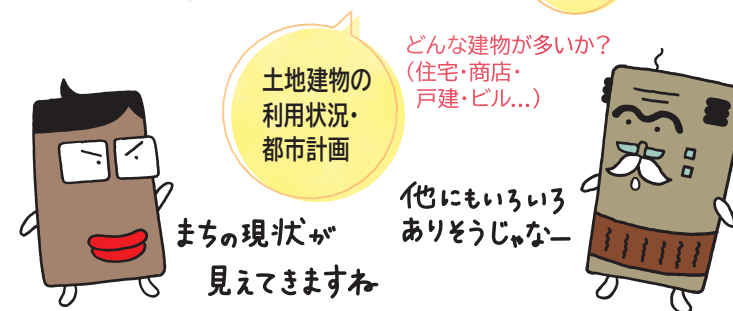 土地建物の
利用状況・
都市計画
どんな建物が多いか？
（住宅・商店・
戸建・ビル…）
まちの現状が
見えてきますね
他にもいろいろ
ありそうじゃなー